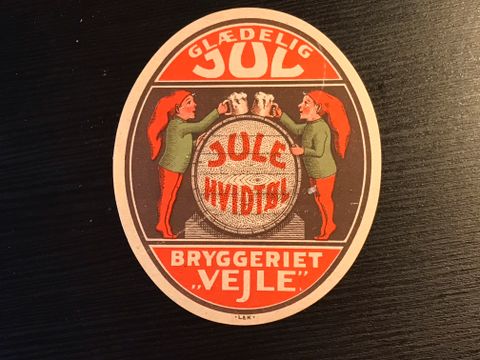 GLÆDELIG
JUL
JULE
HVIDTØL
BRYGGERIET
„VEJLE"
L&K